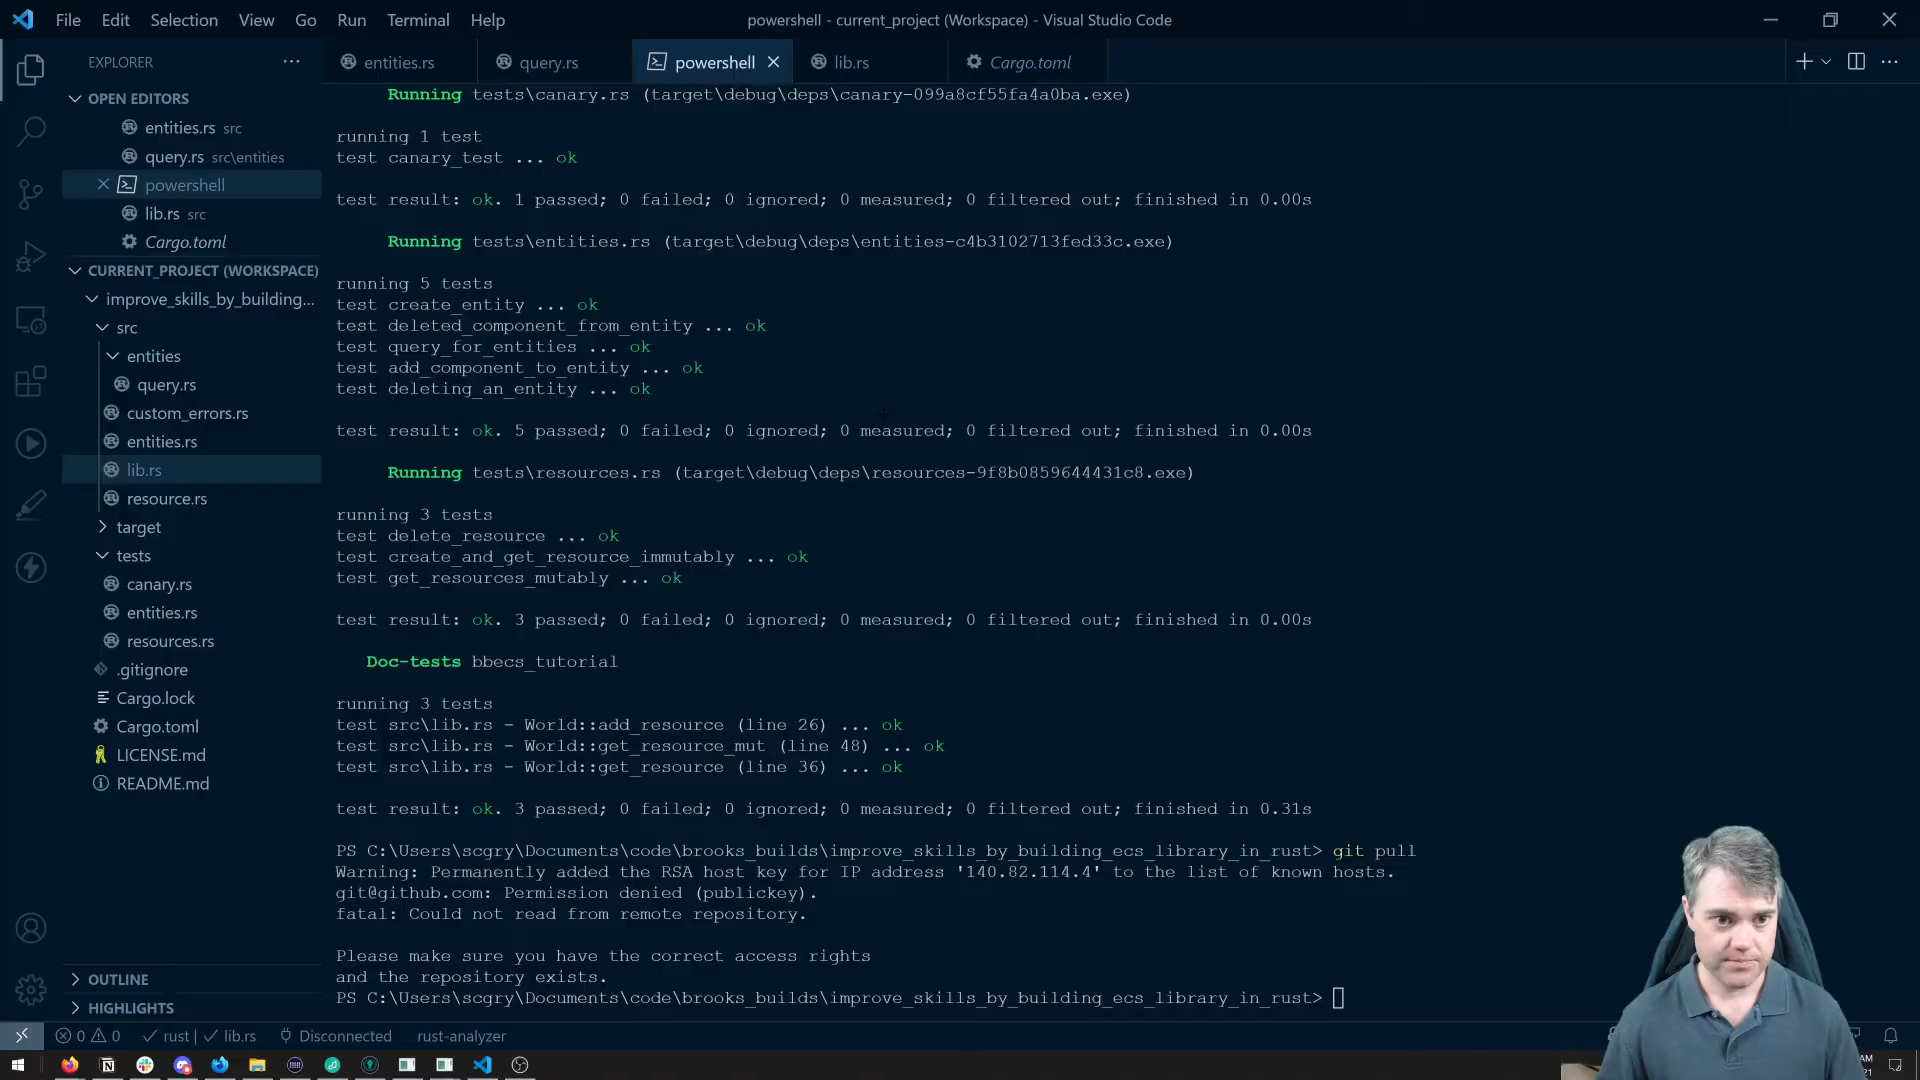 File Edit Selection View Go Run Terminal Help
powershell - current_project (Workspace) - Visual Studio Code
EXPLORER
entities.rs
query.rs
powershell
lib.rs
Cargo.toml
OPEN EDITORS
entities.rs src
query.rs src\entities
powershell
lib.rs src
Cargo.toml
CURRENT_PROJECT (WORKSPACE)
improve_skills_by_building...
src
entities
query.rs
custom_errors.rs
entities.rs
lib.rs
resource.rs
target
tests
canary.rs
entities.rs
resources.rs
.gitignore
Cargo.lock
Cargo.toml
LICENSE.md
README.md
OUTLINE
HIGHLIGHTS
Running tests\canary.rs (target\debug\deps\canary-099a8cf55fa4a0ba.exe)
running 1 test
test canary_test ... ok
test result: ok. 1 passed; 0 failed; 0 ignored; 0 measured; 0 filtered out; finished in 0.00s
Running tests\entities.rs (target\debug\deps\entities-c4b3102713fed33c.exe)
running 5 tests
test create_entity ... ok
test deleted_component_from_entity ... ok
test query_for_entities ... ok
test add_component_to_entity ... ok
test deleting_an_entity ... ok
test result: ok. 5 passed; 0 failed; 0 ignored; 0 measured; 0 filtered out; finished in 0.00s
Running tests\resources.rs (target\debug\deps\resources-9f8b0859644431c8.exe)
running 3 tests
test delete_resource ... ok
test create_and_get_resource_immutably ... ok
test get_resources_mutably ... ok
test result: ok. 3 passed; 0 failed; 0 ignored; 0 measured; 0 filtered out; finished in 0.00s
Doc-tests bbecs_tutorial
running 3 tests
test src\lib.rs - World::add_resource (line 26) ... ok
test src\lib.rs - World::get_resource_mut (line 48) ... ok
test src\lib.rs - World::get_resource (line 36) ... ok
test result: ok. 3 passed; 0 failed; 0 ignored; 0 measured; 0 filtered out; finished in 0.31s
PS C:\Users\scgry\Documents\code\brooks_builds\improve_skills_by_building_ecs_library_in_rust> git pull
Warning: Permanently added the RSA host key for IP address '140.82.114.4' to the list of known hosts.
git@github.com: Permission denied (publickey).
fatal: Could not read from remote repository.
Please make sure you have the correct access rights
and the repository exists.
PS C:\Users\scgry\Documents\code\brooks_builds\improve_skills_by_building_ecs_library_in_rust>
0 0 rust | lib.rs Disconnected rust-analyzer
AM
21